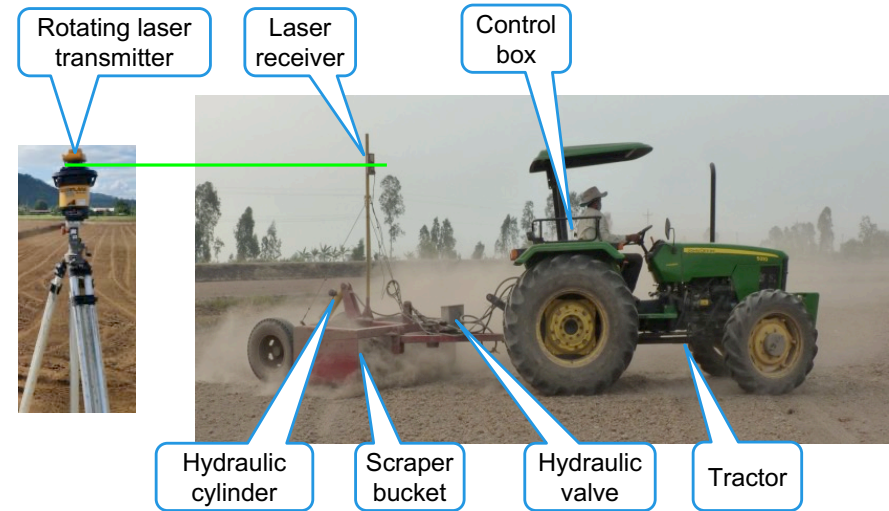 Rotating laser
transmitter
Laser
receiver
Control
box
Hydraulic
cylinder
Scraper
bucket
Hydraulic
valve
Tractor